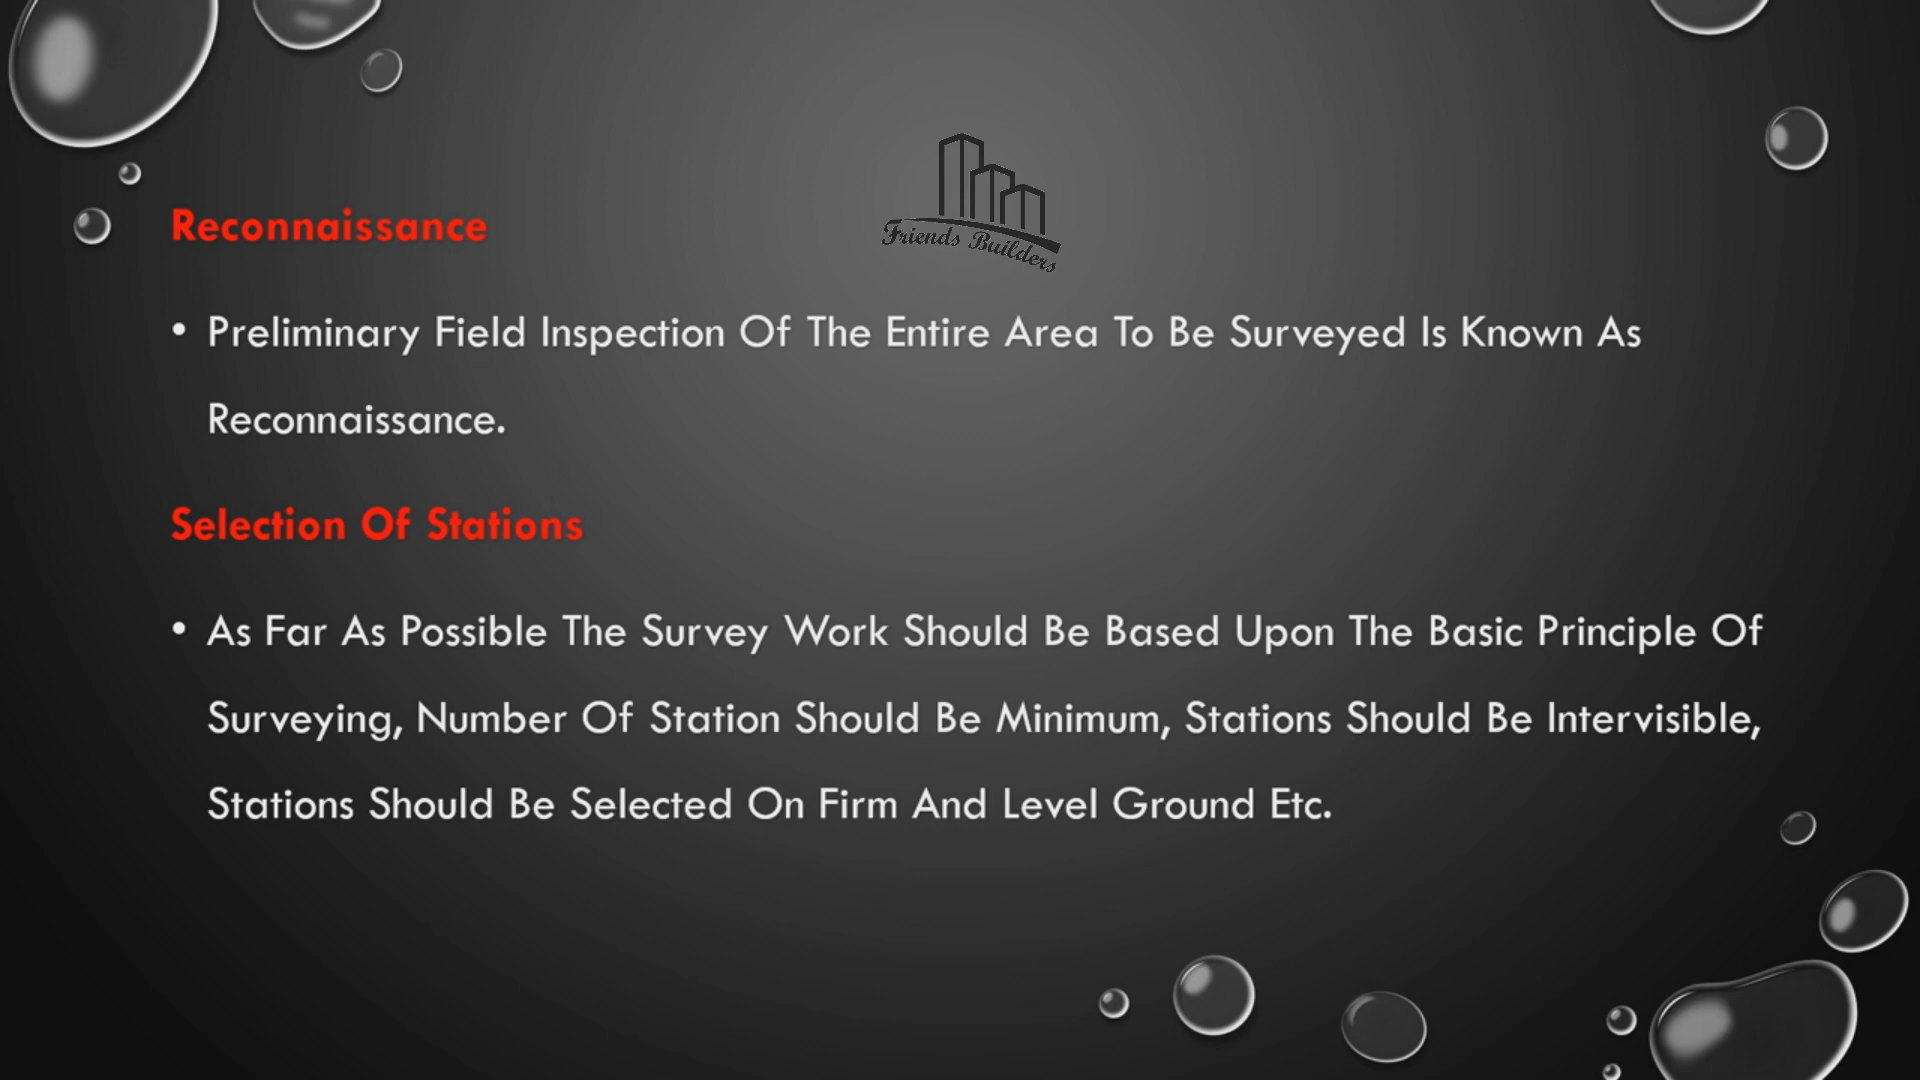 Friends Builders
Reconnaissance
• Preliminary Field Inspection Of The Entire Area To Be Surveyed Is Known As
Reconnaissance.
Selection Of Stations
• As Far As Possible The Survey Work Should Be Based Upon The Basic Principle Of
Surveying, Number Of Station Should Be Minimum, Stations Should Be Intervisible,
Stations Should Be Selected On Firm And Level Ground Etc.